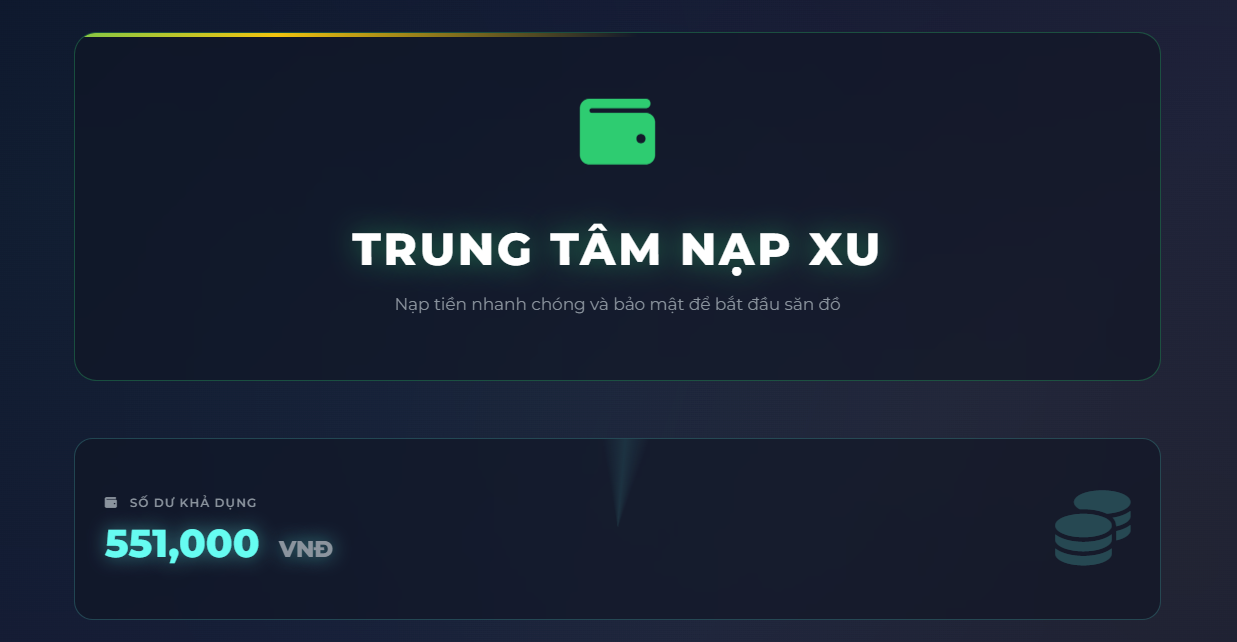 TRUNG TÂM NẠP XU
Nạp tiền nhanh chóng và bảo mật để bắt đầu săn đồ
SỐ DƯ KHẢ DỤNG
551,000 VNĐ